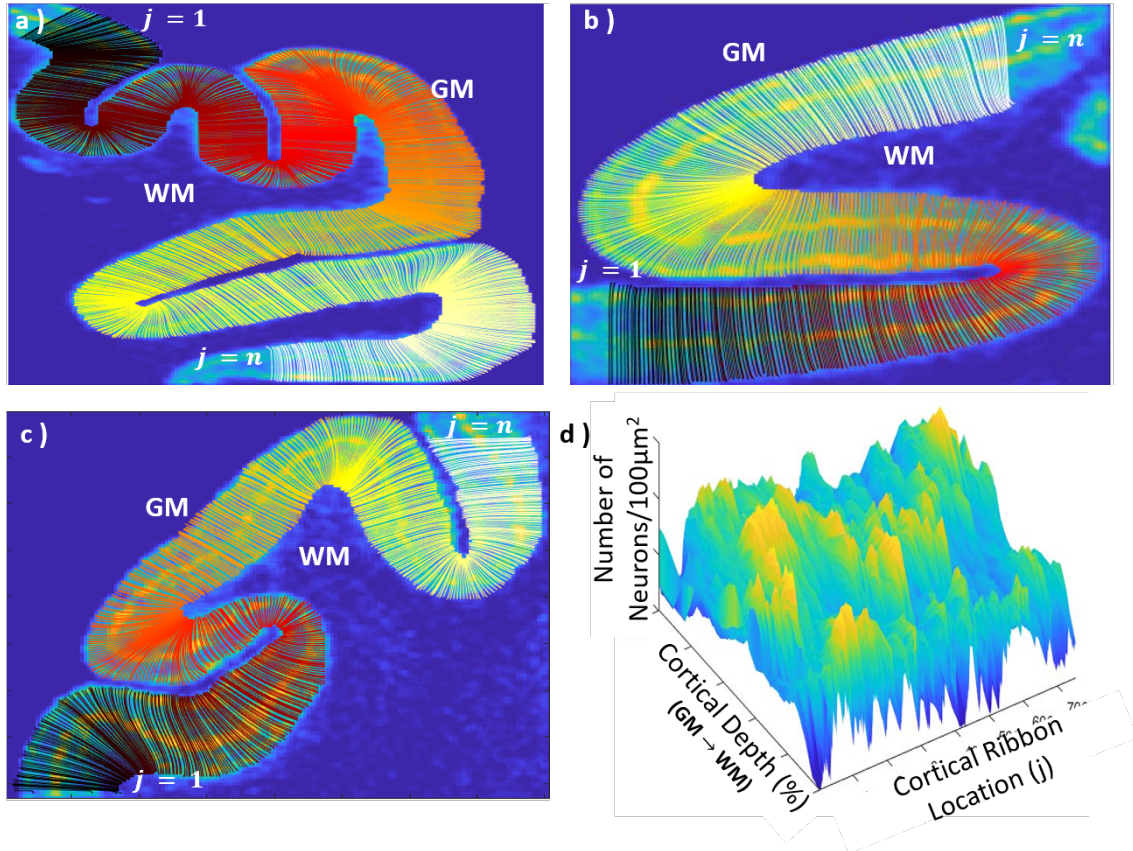 a )
j = 1
GM
WM
j = n
b )
GM
j = n
WM
j = 1
c )
j = n
GM
WM
j = 1
d )
Number of
Neurons/100µm²
Cortical Depth (%)
(GM → WM)
Cortical Ribbon
Location (j)